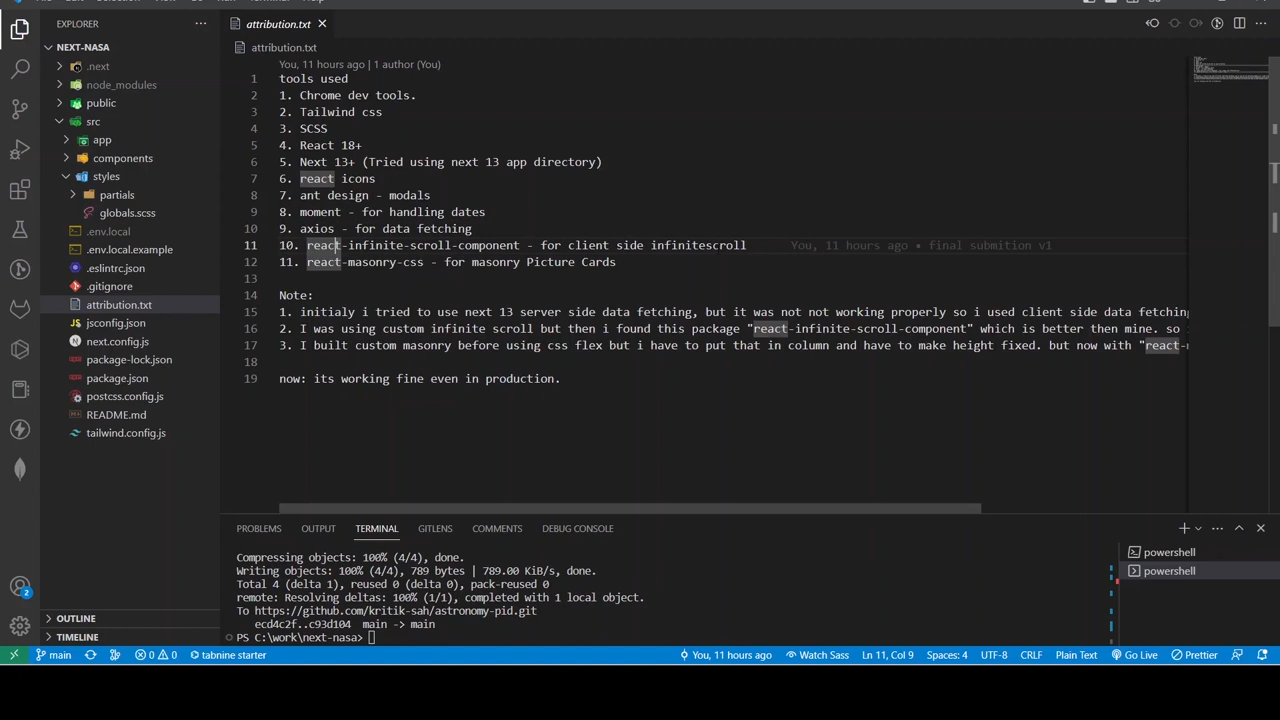 EXPLORER
attribution.txt
NEXT-NASA
attribution.txt
.next
node_modules
public
src
app
components
styles
partials
globals.scss
.env.local
.env.local.example
.eslintrc.json
.gitignore
attribution.txt
jsconfig.json
next.config.js
package-lock.json
package.json
postcss.config.js
README.md
tailwind.config.js
OUTLINE
TIMELINE
You, 11 hours ago | 1 author (You)
1 tools used
2 1. Chrome dev tools.
3 2. Tailwind css
4 3. SCSS
5 4. React 18+
6 5. Next 13+ (Tried using next 13 app directory)
7 6. react icons
8 7. ant design - modals
9 8. moment - for handling dates
10 9. axios - for data fetching
11 10. react-infinite-scroll-component - for client side infinitescroll You, 11 hours ago • final submition v1
12 11. react-masonry-css - for masonry Picture Cards
13
14 Note:
15 1. initialy i tried to use next 13 server side data fetching, but it was not not working properly so i used client side data fetching
16 2. I was using custom infinite scroll but then i found this package "react-infinite-scroll-component" which is better then mine. so
17 3. I built custom masonry before using css flex but i have to put that in column and have to make height fixed. but now with "react-
18
19 now: its working fine even in production.
PROBLEMS OUTPUT TERMINAL GITLENS COMMENTS DEBUG CONSOLE
Compressing objects: 100% (4/4), done.
Writing objects: 100% (4/4), 789 bytes | 789.00 KiB/s, done.
Total 4 (delta 1), reused 0 (delta 0), pack-reused 0
remote: Resolving deltas: 100% (1/1), completed with 1 local object.
To https://github.com/kritik-sah/astronomy-pid.git
ecd4c2f..c93d104 main -> main
PS C:\work\next-nasa>
powershell
powershell
2
main 0 0 tabnine starter You, 11 hours ago Watch Sass Ln 11, Col 9 Spaces: 4 UTF-8 CRLF Plain Text Go Live Prettier